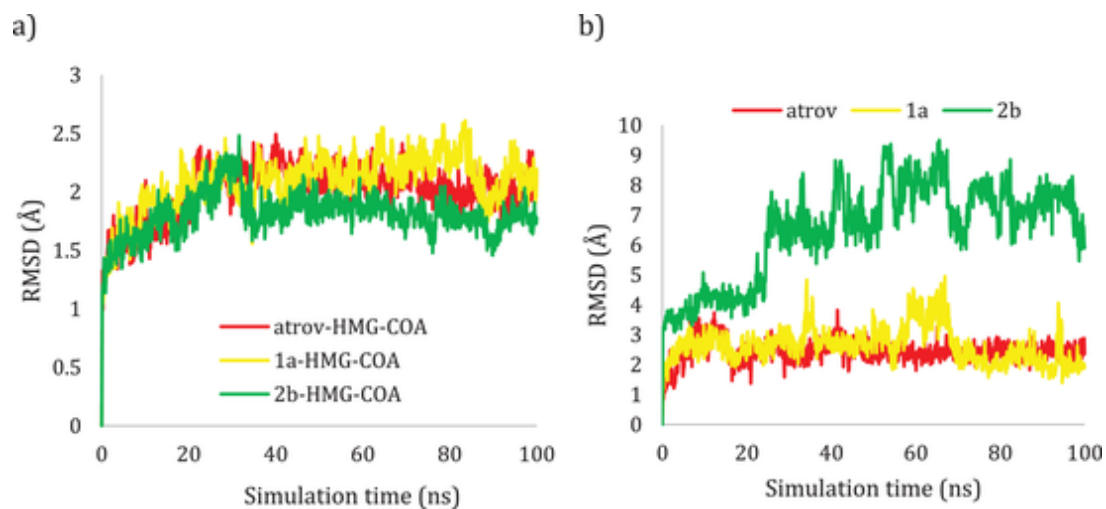 a)
3
2.5
2
1.5
1
0.5
0
RMSD (Å)
atrov-HMG-COA
1a-HMG-COA
2b-HMG-COA
0 20 40 60 80 100
Simulation time (ns)
b)
atrov 1a 2b
10
9
8
7
6
5
4
3
2
1
0
RMSD (Å)
0 20 40 60 80 100
Simulation time (ns)